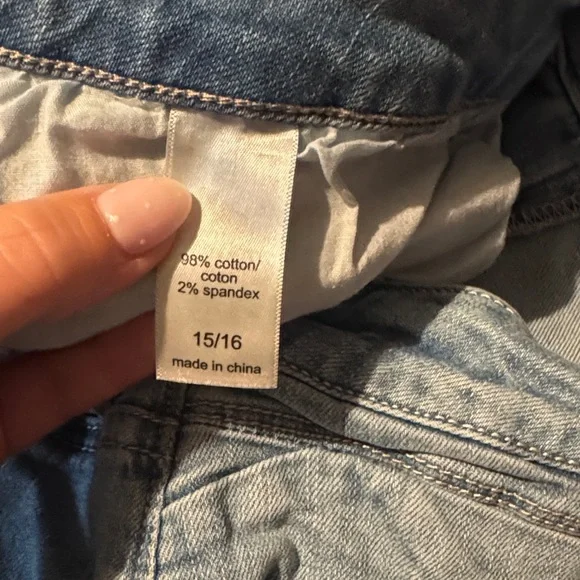 98% cotton/
coton
2% spandex
15/16
made in china